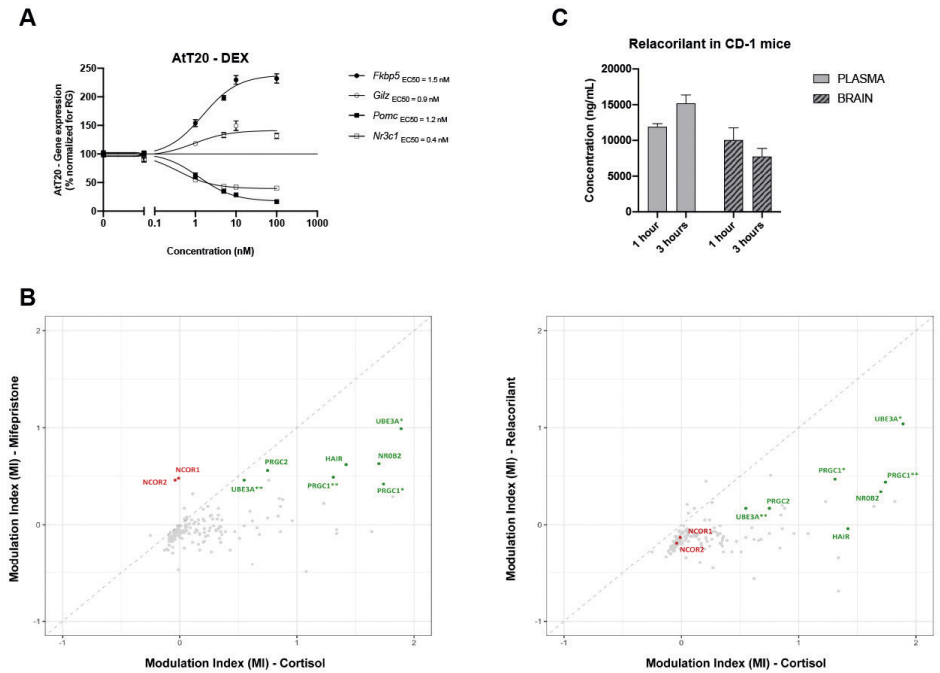 A
AtT20 - DEX
AtT20 - Gene expression
(% normalized for RG)
250
200
150
100
50
0
0
0.1
1
10
100
1000
Concentration (nM)
Fkbp5 EC50 = 1.5 nM
Gilz EC50 = 0.9 nM
Pomc EC50 = 1.2 nM
Nr3c1 EC50 = 0.4 nM
C
Relacorilant in CD-1 mice
Concentration (ng/mL)
20000
15000
10000
5000
0
1 hour
3 hours
1 hour
3 hours
PLASMA
BRAIN
B
Modulation Index (MI) - Mifepristone
2
1
0
-1
-1
0
1
2
UBE3A*
NCOR1
NCOR2
PRGC2
HAIR
NR0B2
UBE3A**
PRGC1**
PRGC1*
Modulation Index (MI) - Cortisol
Modulation Index (MI) - Relacorilant
2
1
0
-1
-1
0
1
2
UBE3A*
PRGC1*
PRGC1**
NR0B2
PRGC2
UBE3A**
NCOR1
NCOR2
HAIR
Modulation Index (MI) - Cortisol